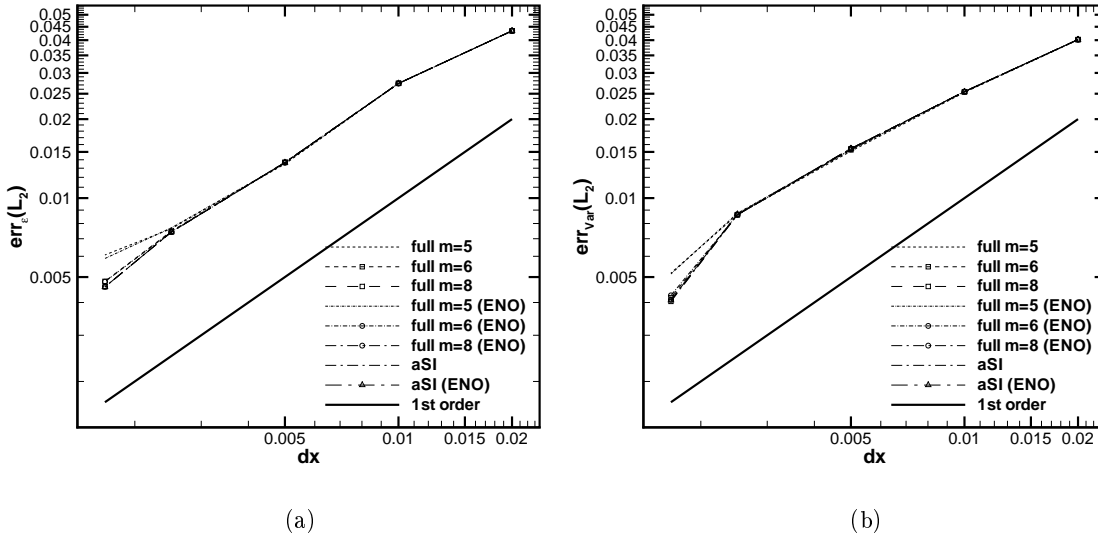 0.05
0.045
0.04
0.035
0.03
0.025
0.02
0.015
0.01
0.005
err_ε(L_2)
full m=5
full m=6
full m=8
full m=5 (ENO)
full m=6 (ENO)
full m=8 (ENO)
aSI
aSI (ENO)
1st order
0.005 0.01 0.015 0.02
dx
(a)
0.05
0.045
0.04
0.035
0.03
0.025
0.02
0.015
0.01
0.005
err_Var(L_2)
full m=5
full m=6
full m=8
full m=5 (ENO)
full m=6 (ENO)
full m=8 (ENO)
aSI
aSI (ENO)
1st order
0.005 0.01 0.015 0.02
dx
(b)